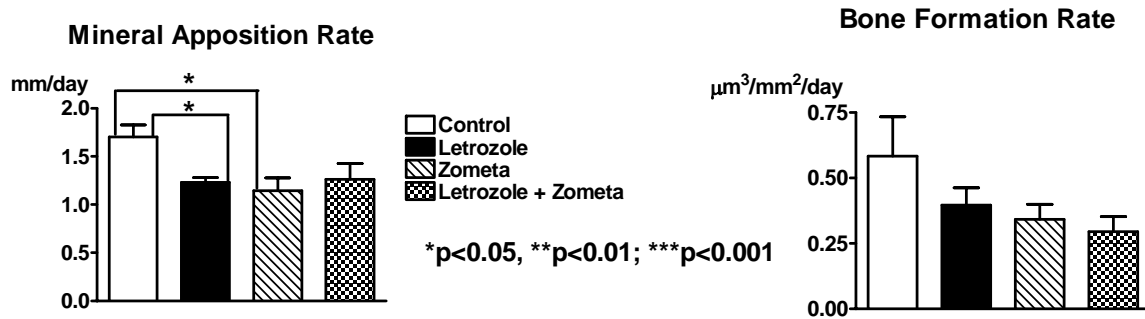 Mineral Apposition Rate
mm/day
*
*
2.0
1.5
1.0
0.5
0.0
Control
Letrozole
Zometa
Letrozole + Zometa
*p<0.05, **p<0.01; ***p<0.001
Bone Formation Rate
μm³/mm²/day
0.75
0.50
0.25
0.00